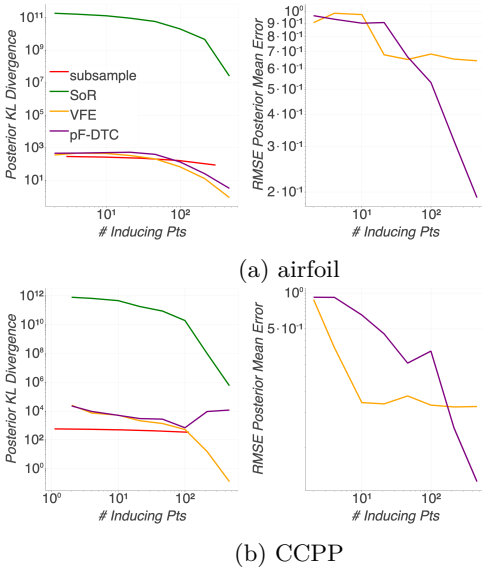 Posterior KL Divergence
10¹¹
10⁹
10⁷
10⁵
10³
10¹
subsample
SoR
VFE
pF-DTC
10¹
10²
# Inducing Pts
RMSE Posterior Mean Error
10⁰
9·10⁻¹
8·10⁻¹
7·10⁻¹
6·10⁻¹
5·10⁻¹
4·10⁻¹
3·10⁻¹
2·10⁻¹
10¹
10²
# Inducing Pts
(a) airfoil
Posterior KL Divergence
10¹²
10¹⁰
10⁸
10⁶
10⁴
10²
10⁰
10⁰
10¹
10²
# Inducing Pts
RMSE Posterior Mean Error
10⁰
5·10⁻¹
10¹
10²
# Inducing Pts
(b) CCPP